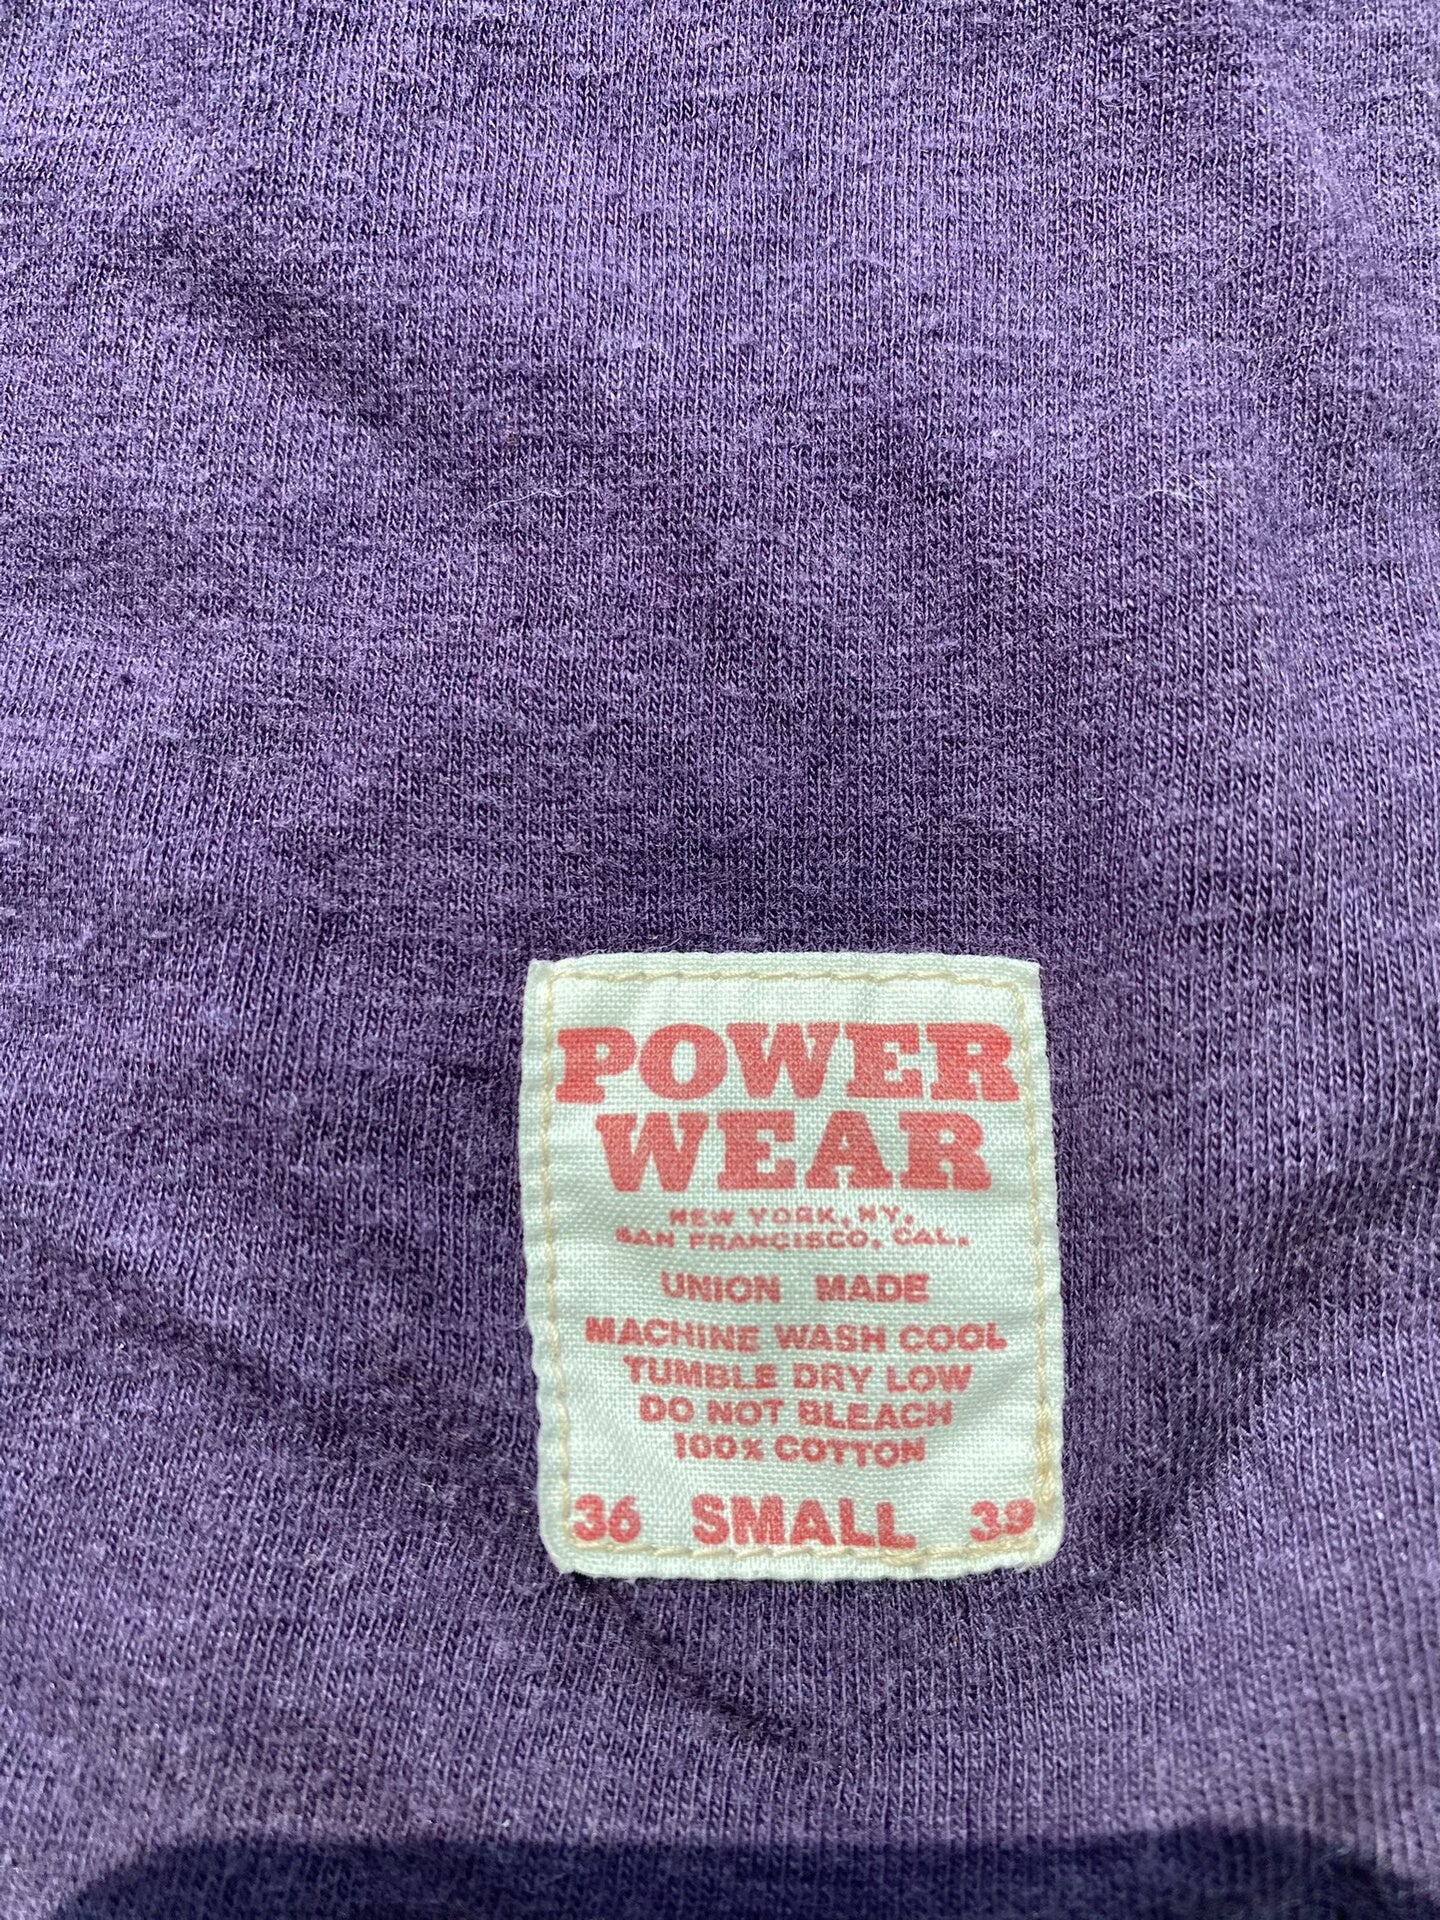 POWER
WEAR
NEW YORK, NY.
SAN FRANCISCO, CAL.
UNION MADE
MACHINE WASH COOL
TUMBLE DRY LOW
DO NOT BLEACH
100% COTTON
36 SMALL 39